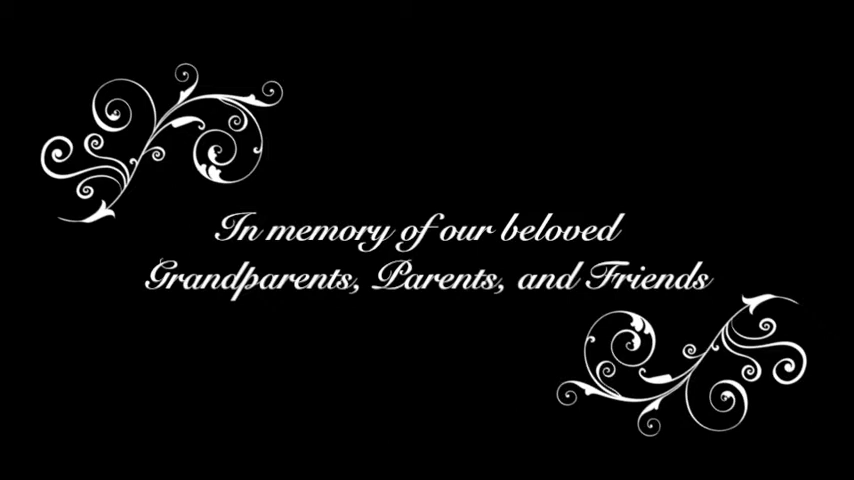 In memory of our beloved
Grandparents, Parents, and Friends